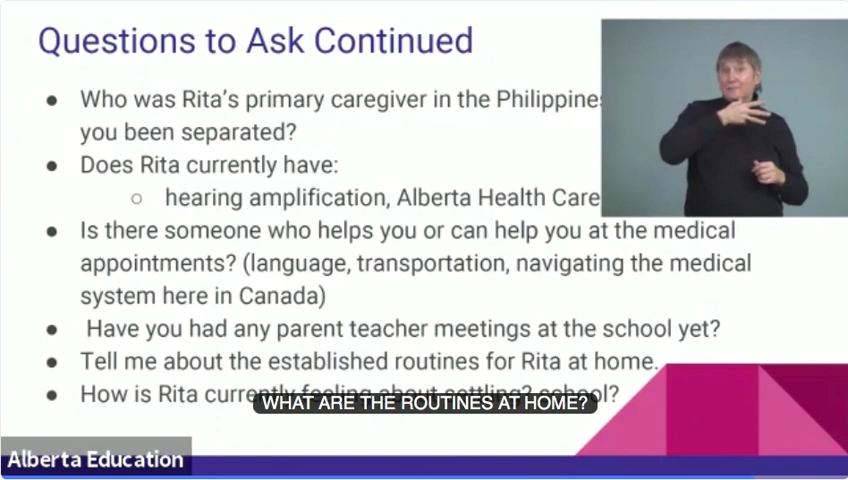 Questions to Ask Continued
● Who was Rita's primary caregiver in the Philippines
you been separated?
● Does Rita currently have:
○ hearing amplification, Alberta Health Care
● Is there someone who helps you or can help you at the medical
appointments? (language, transportation, navigating the medical
system here in Canada)
● Have you had any parent teacher meetings at the school yet?
● Tell me about the established routines for Rita at home.
● How is Rita currently feeling about settling? school?
WHAT ARE THE ROUTINES AT HOME?
Alberta Education